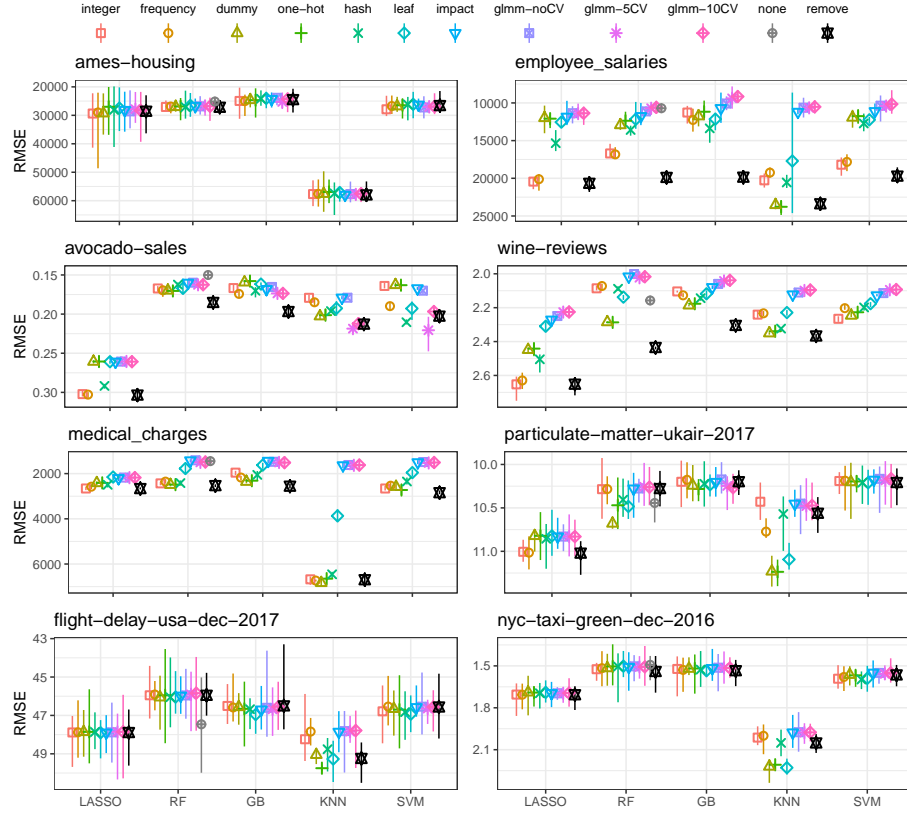 integer frequency dummy one−hot hash leaf impact glmm−noCV glmm−5CV glmm−10CV none remove
ames−housing
employee_salaries
RMSE
20000
30000
40000
50000
60000
10000
15000
20000
25000
avocado−sales
wine−reviews
RMSE
0.15
0.20
0.25
0.30
2.0
2.2
2.4
2.6
medical_charges
particulate−matter−ukair−2017
RMSE
2000
4000
6000
10.0
10.5
11.0
flight−delay−usa−dec−2017
nyc−taxi−green−dec−2016
RMSE
43
45
47
49
1.5
1.8
2.1
LASSO RF GB KNN SVM
LASSO RF GB KNN SVM